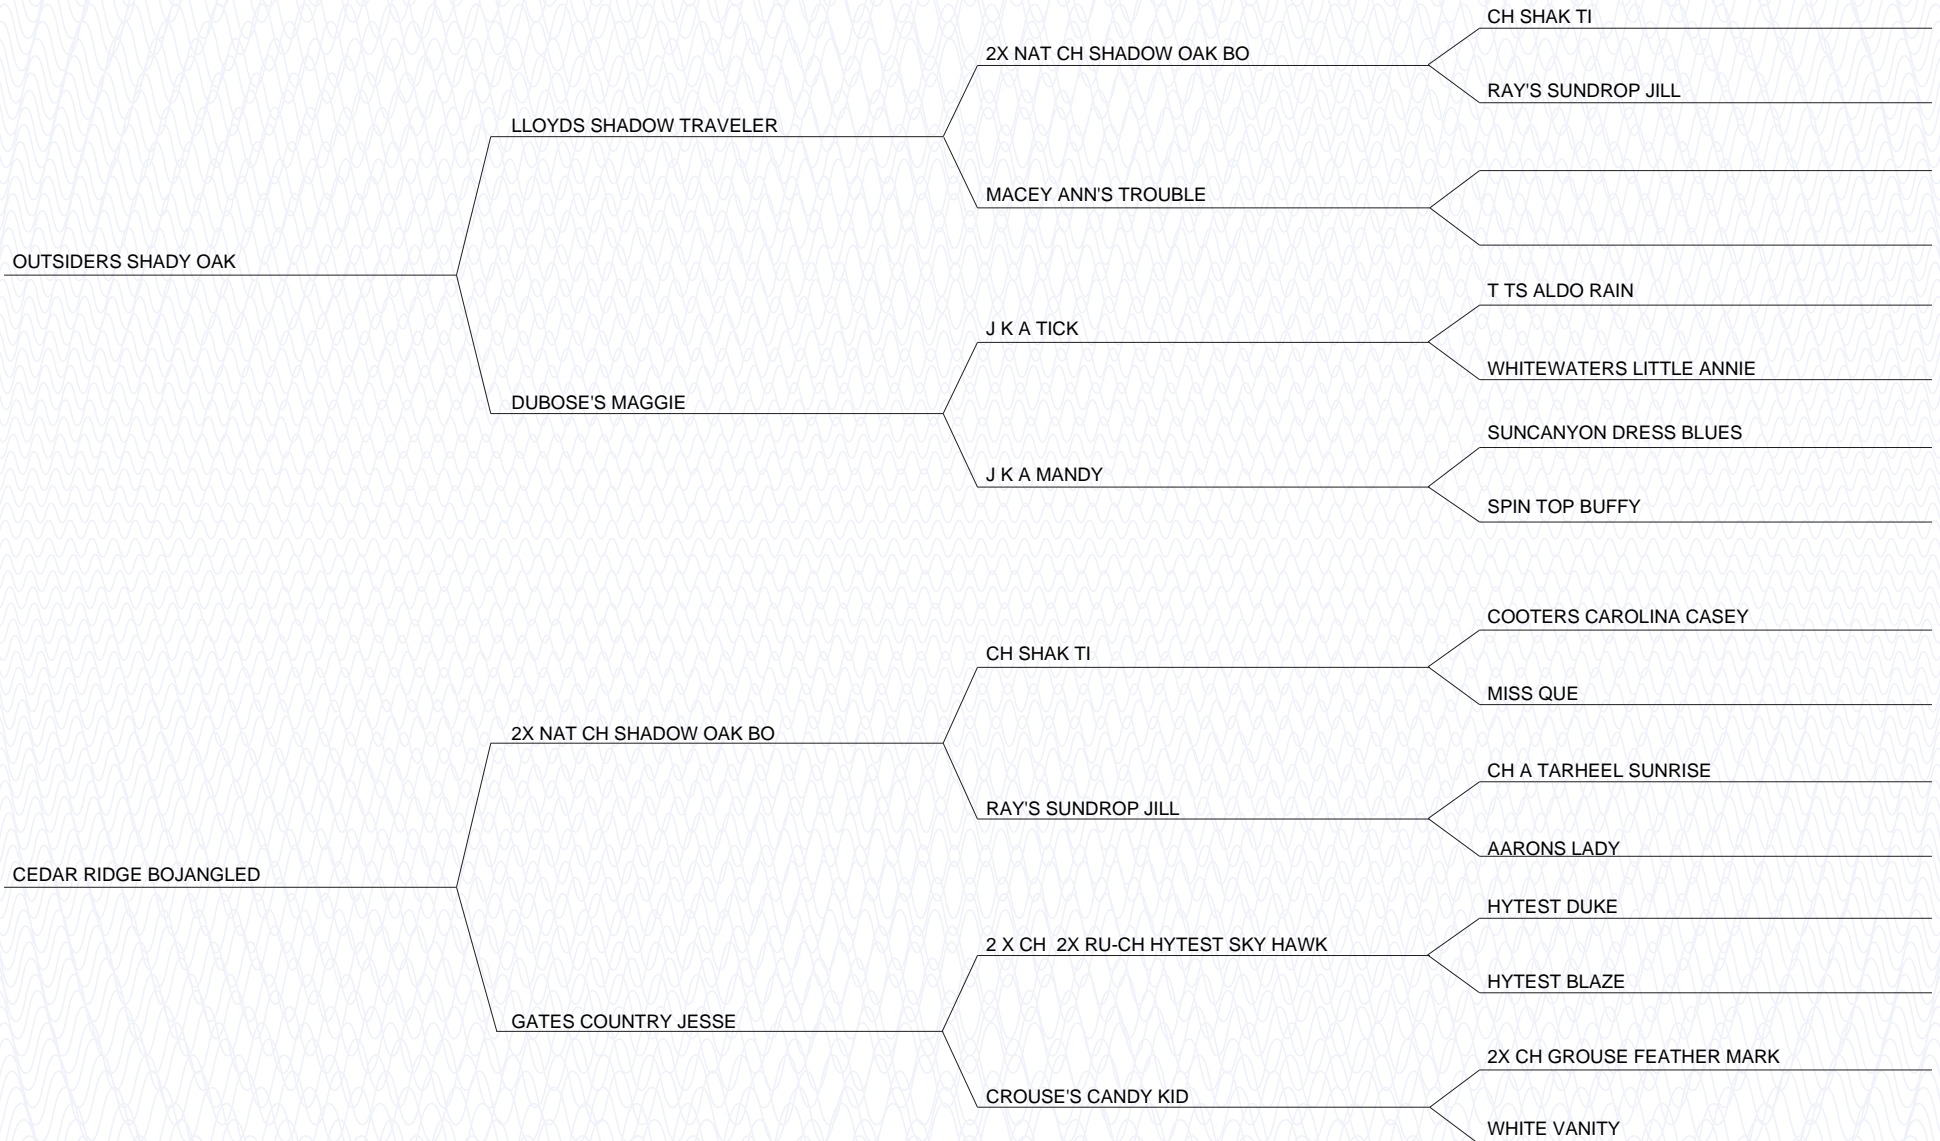 CH SHAK TI
2X NAT CH SHADOW OAK BO
RAY'S SUNDROP JILL
LLOYDS SHADOW TRAVELER
MACEY ANN'S TROUBLE
OUTSIDERS SHADY OAK
T TS ALDO RAIN
J K A TICK
WHITEWATERS LITTLE ANNIE
DUBOSE'S MAGGIE
SUNCANYON DRESS BLUES
J K A MANDY
SPIN TOP BUFFY
COOTERS CAROLINA CASEY
CH SHAK TI
MISS QUE
2X NAT CH SHADOW OAK BO
CH A TARHEEL SUNRISE
RAY'S SUNDROP JILL
AARONS LADY
CEDAR RIDGE BOJANGLED
HYTEST DUKE
2 X CH  2X RU-CH HYTEST SKY HAWK
HYTEST BLAZE
GATES COUNTRY JESSE
2X CH GROUSE FEATHER MARK
CROUSE'S CANDY KID
WHITE VANITY